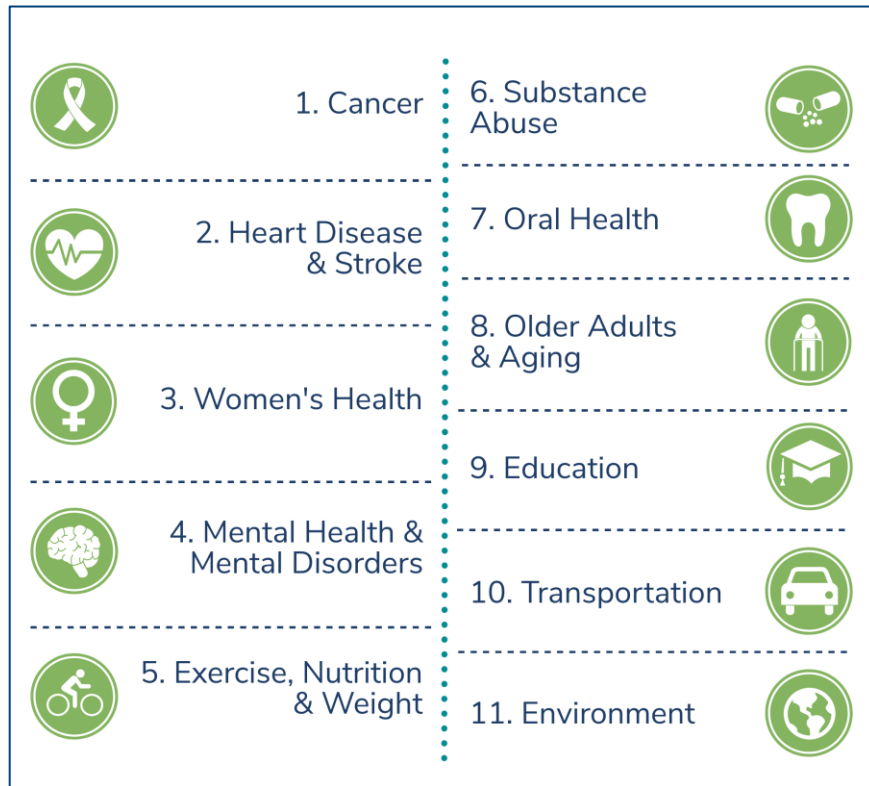 1. Cancer
2. Heart Disease
& Stroke
3. Women's Health
4. Mental Health &
Mental Disorders
5. Exercise, Nutrition
& Weight
6. Substance
Abuse
7. Oral Health
8. Older Adults
& Aging
9. Education
10. Transportation
11. Environment